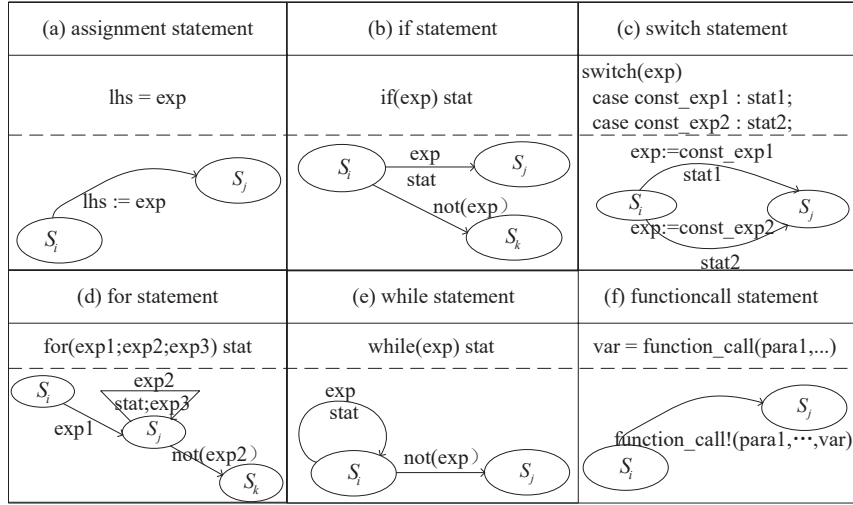 (a) assignment statement
lhs = exp
S_i
lhs := exp
S_j
(b) if statement
if(exp) stat
S_i
exp
stat
S_j
not(exp）
S_k
(c) switch statement
switch(exp)
case const_exp1 : stat1;
case const_exp2 : stat2;
exp:=const_exp1
stat1
S_i
S_j
exp:=const_exp2
stat2
(d) for statement
for(exp1;exp2;exp3) stat
S_i
exp2
stat;exp3
exp1
S_j
not(exp2）
S_k
(e) while statement
while(exp) stat
exp
stat
S_i
not(exp）
S_j
(f) functioncall statement
var = function_call(para1,...)
S_j
function_call!(para1,⋯,var)
S_i